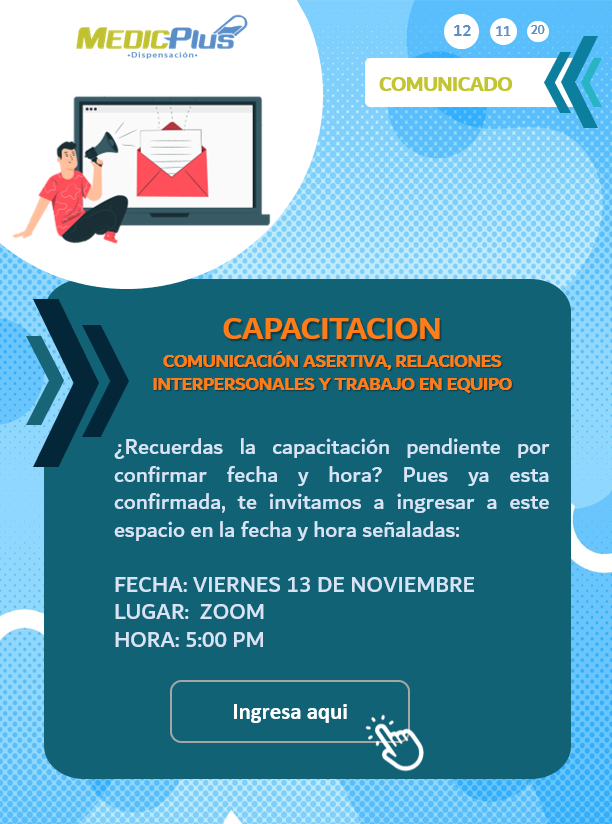 MEDICPLUS
•Dispensación•
12 11 20
COMUNICADO
CAPACITACION
COMUNICACIÓN ASERTIVA, RELACIONES
INTERPERSONALES Y TRABAJO EN EQUIPO
¿Recuerdas la capacitación pendiente por
confirmar fecha y hora? Pues ya esta
confirmada, te invitamos a ingresar a este
espacio en la fecha y hora señaladas:
FECHA: VIERNES 13 DE NOVIEMBRE
LUGAR: ZOOM
HORA: 5:00 PM
Ingresa aqui